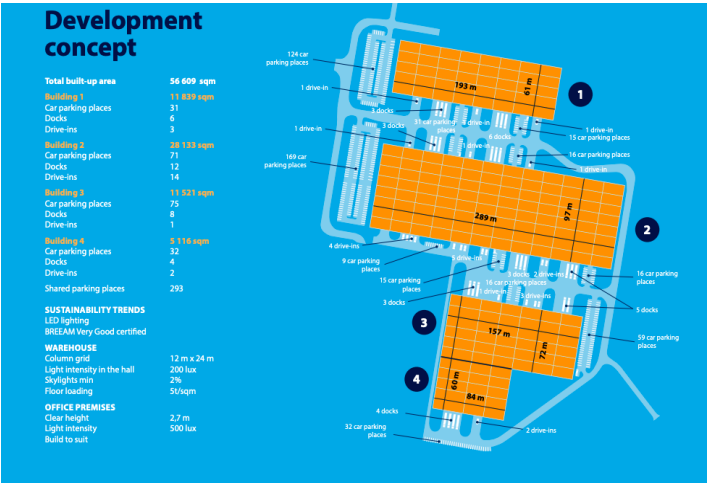 Development
concept
Total built-up area 56 609 sqm
Building 1 11 839 sqm
Car parking places 31
Docks 6
Drive-ins 3
Building 2 28 133 sqm
Car parking places 71
Docks 12
Drive-ins 14
Building 3 11 521 sqm
Car parking places 75
Docks 8
Drive-ins 1
Building 4 5 116 sqm
Car parking places 32
Docks 4
Drive-ins 2
Shared parking places 293
SUSTAINABILITY TRENDS
LED lighting
BREEAM Very Good certified
WAREHOUSE
Column grid 12 m x 24 m
Light intensity in the hall 200 lux
Skylights min 2%
Floor loading 5t/sqm
OFFICE PREMISES
Clear height 2,7 m
Light intensity 500 lux
Build to suit
124 car
parking places
1 drive-in
193 m
61 m
1
3 docks
31 car parking
places
1 drive-in
3 docks
6 docks
1 drive-in
15 car parking places
1 drive-in
16 car parking places
1 drive-in
169 car
parking places
289 m
97 m
2
4 drive-ins
9 car parking
places
5 drive-ins
15 car parking
places
3 docks
2 drive-ins
16 car parking
places
3 docks
16 car parking
places
1 drive-in
3 drive-ins
5 docks
3
157 m
72 m
59 car parking
places
4
60 m
84 m
4 docks
32 car parking
places
2 drive-ins